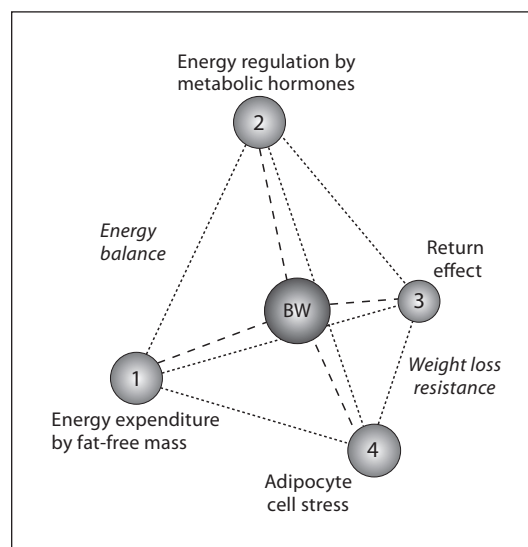 Energy regulation by
metabolic hormones
2
Energy
balance
Return
effect
BW
3
1
Weight loss
resistance
Energy expenditure
by fat-free mass
4
Adipocyte
cell stress